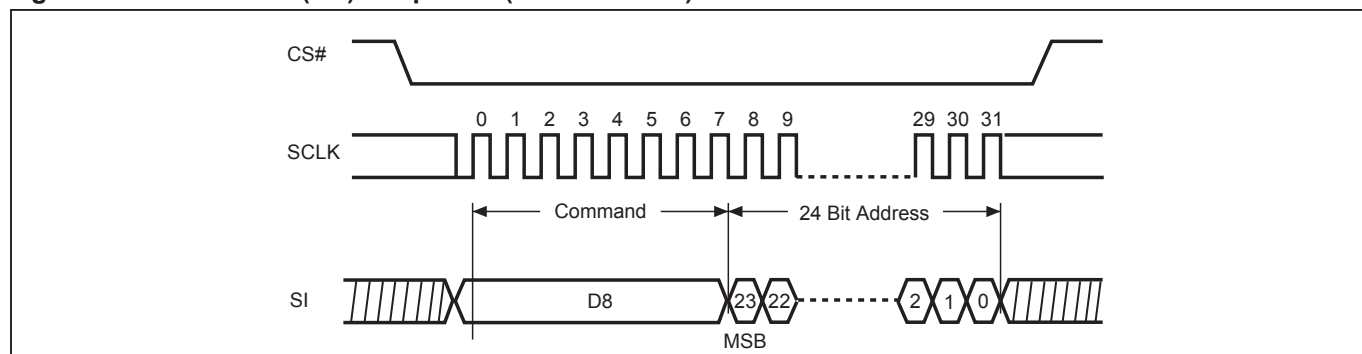 CS#
0 1 2 3 4 5 6 7 8 9 29 30 31
SCLK
Command 24 Bit Address
SI D8 23 22 2 1 0
MSB